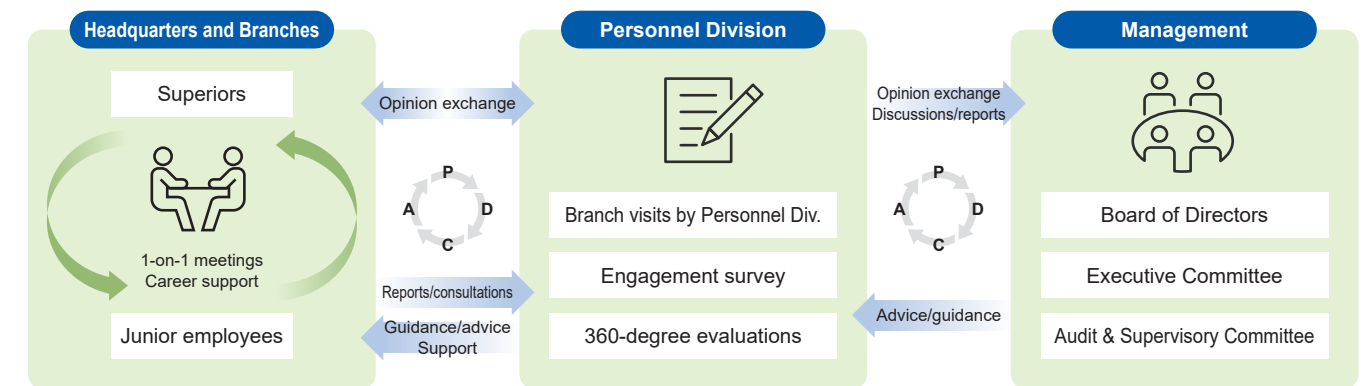 Headquarters and Branches
Superiors
1-on-1 meetings
Career support
Junior employees
Opinion exchange
P
D
C
A
Reports/consultations
Guidance/advice
Support
Personnel Division
Branch visits by Personnel Div.
Engagement survey
360-degree evaluations
Opinion exchange
Discussions/reports
P
D
C
A
Advice/guidance
Management
Board of Directors
Executive Committee
Audit & Supervisory Committee